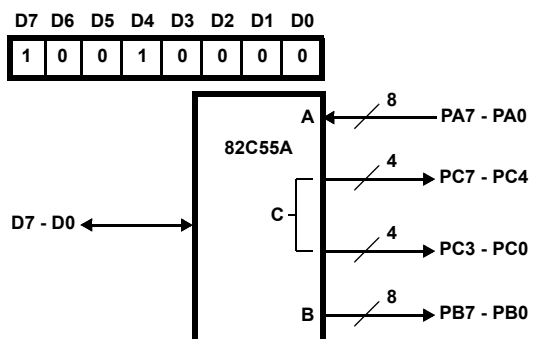 D7 D6 D5 D4 D3 D2 D1 D0
1 0 0 1 0 0 0 0
A 8 PA7 - PA0
82C55A
4 PC7 - PC4
C
D7 - D0
4 PC3 - PC0
B 8 PB7 - PB0